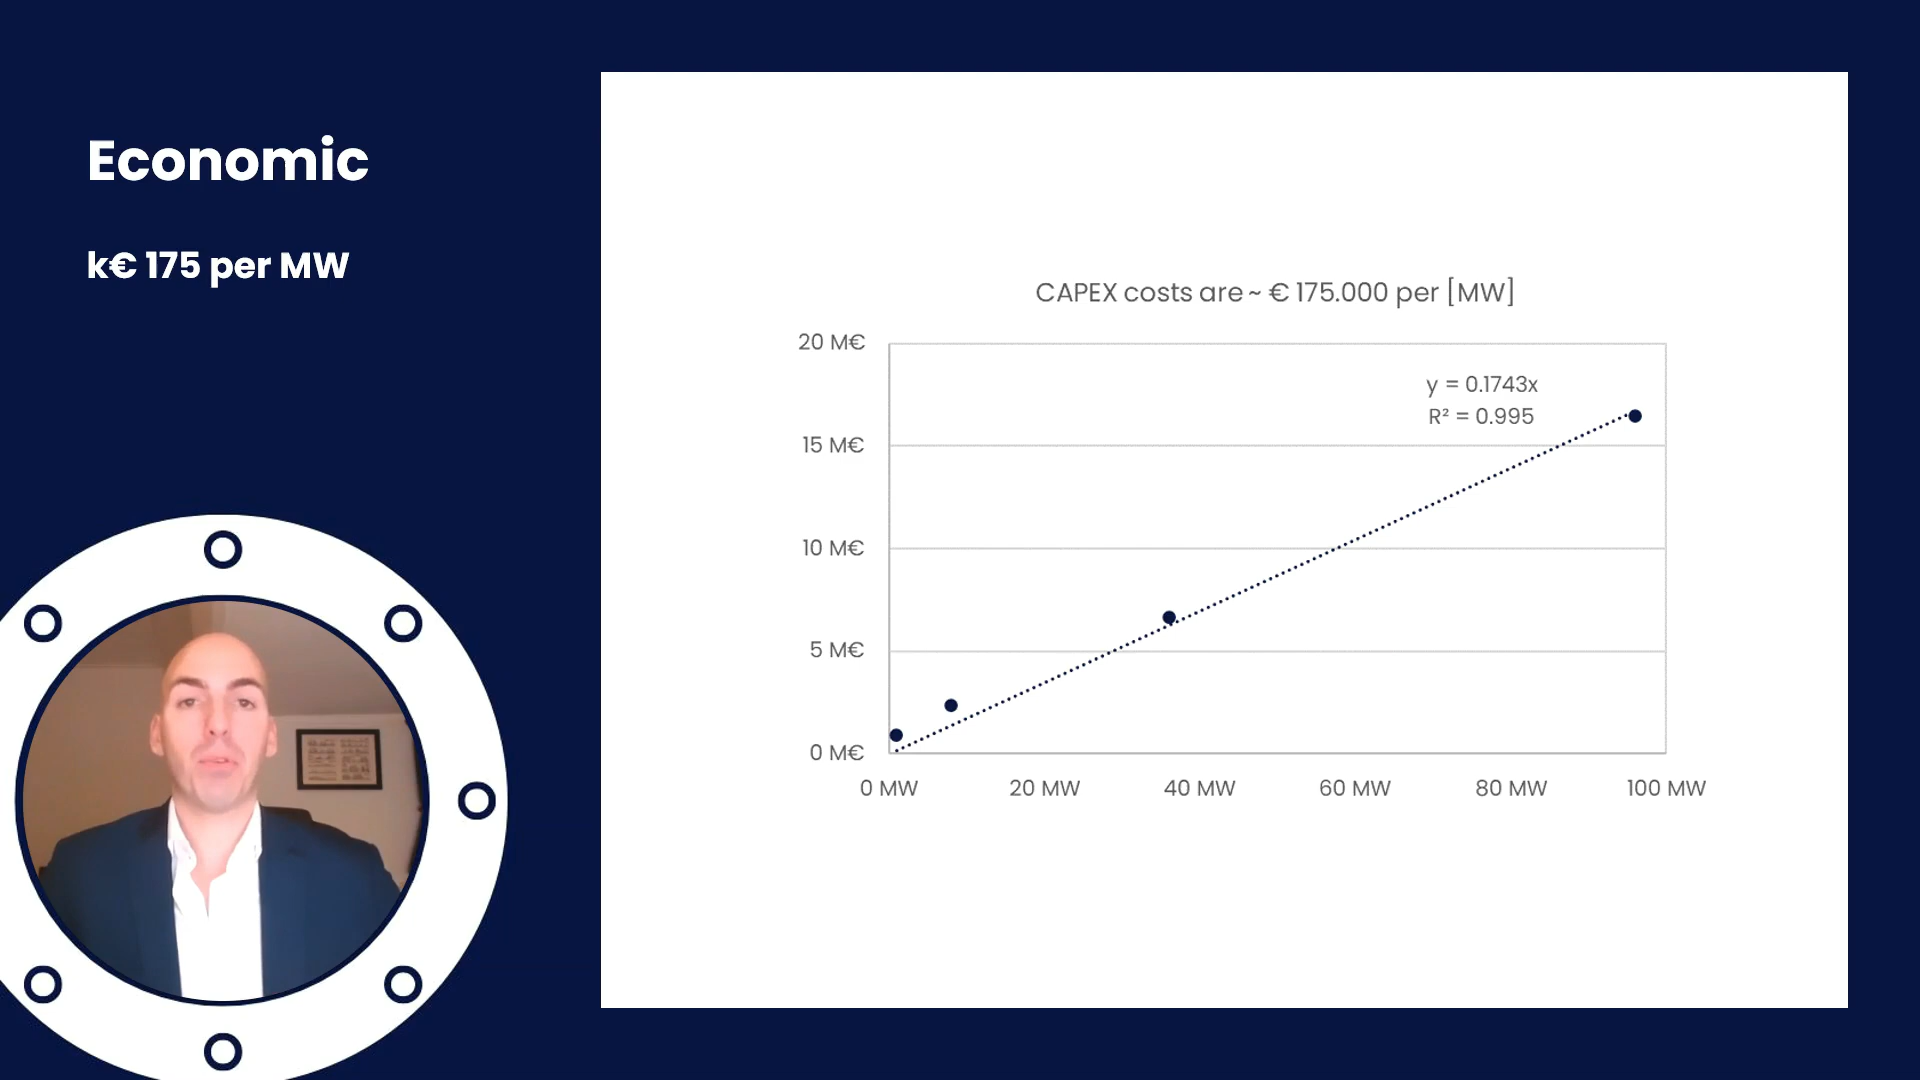 Economic
k€ 175 per MW
CAPEX costs are ~ € 175.000 per [MW]
20 M€
y = 0.1743x
R² = 0.995
15 M€
10 M€
5 M€
0 M€
0 MW
20 MW
40 MW
60 MW
80 MW
100 MW